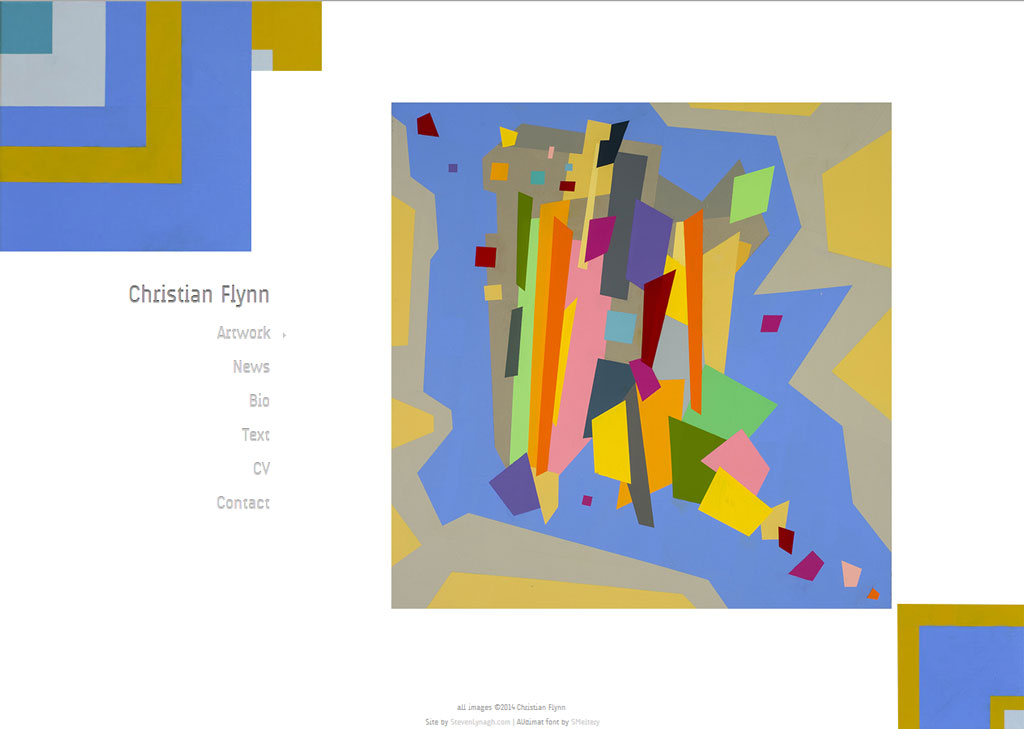 Christian Flynn
Artwork
News
Bio
Text
CV
Contact
all images ©2014 Christian Flynn
Site by StevenLynagh.com | AUdimat font by SMeltery